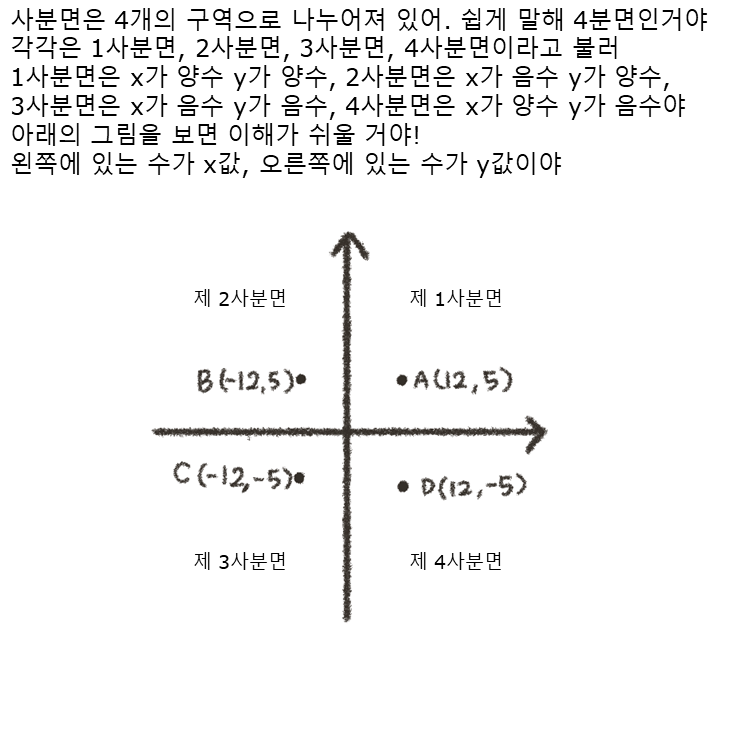 사분면은 4개의 구역으로 나누어져 있어. 쉽게 말해 4분면인거야
각각은 1사분면, 2사분면, 3사분면, 4사분면이라고 불러
1사분면은 x가 양수 y가 양수, 2사분면은 x가 음수 y가 양수,
3사분면은 x가 음수 y가 음수, 4사분면은 x가 양수 y가 음수야
아래의 그림을 보면 이해가 쉬울 거야!
왼쪽에 있는 수가 x값, 오른쪽에 있는 수가 y값이야
제 2사분면
제 1사분면
B(-12,5)
A(12,5)
C(-12,-5)
D(12,-5)
제 3사분면
제 4사분면